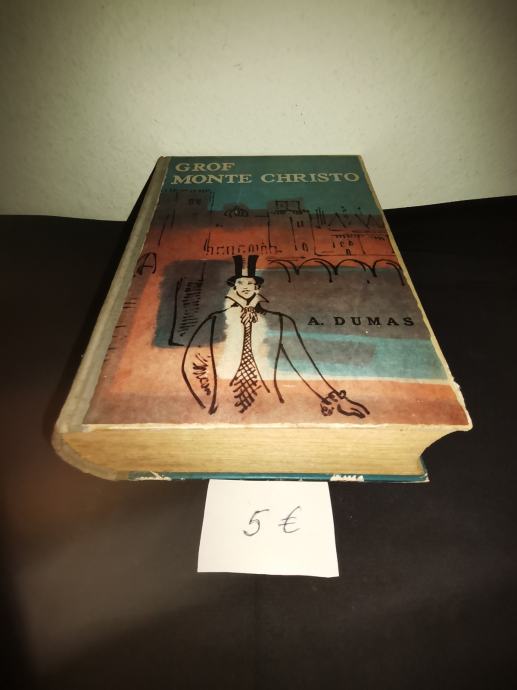 GROF
MONTE CHRISTO
A. DUMAS
5 €